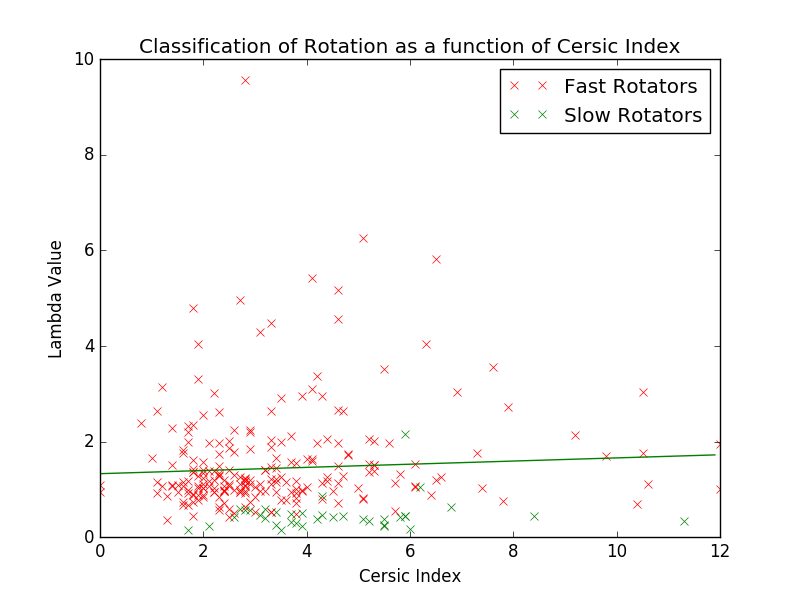 Classification of Rotation as a function of Cersic Index
10
Fast Rotators
Slow Rotators
8
6
4
2
0
Lambda Value
0 2 4 6 8 10 12
Cersic Index